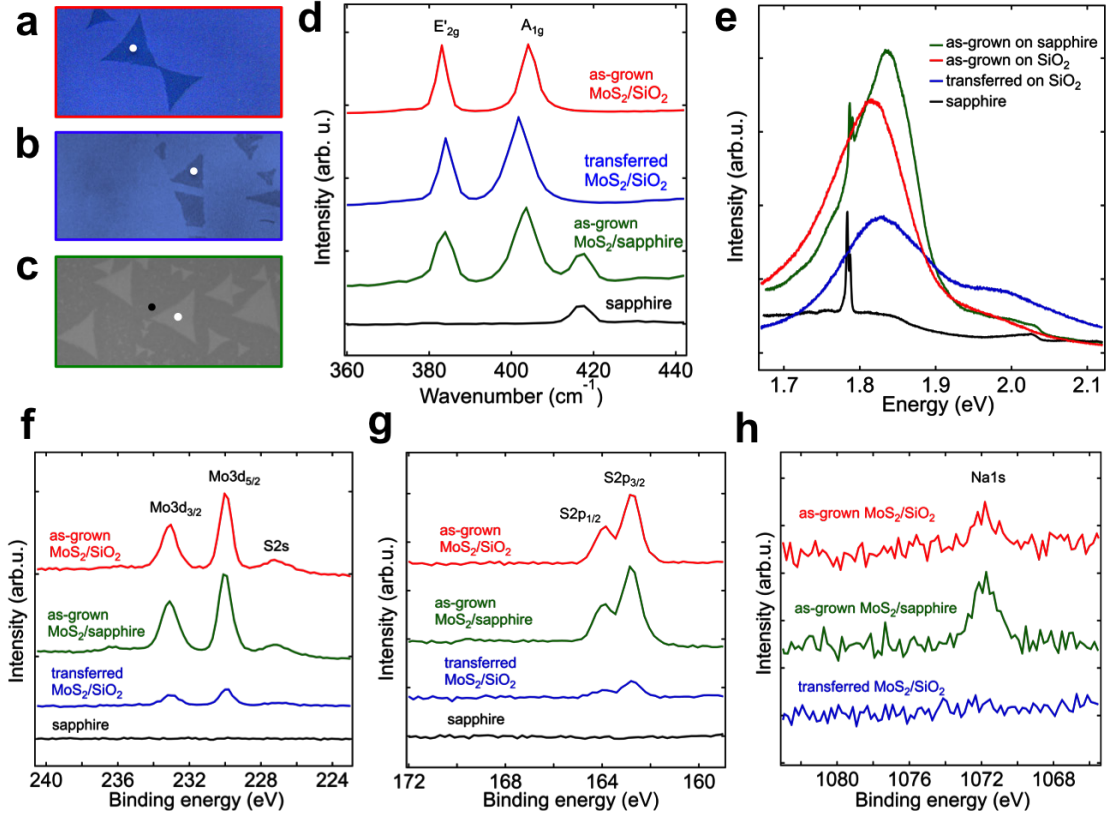 a
b
c
d
E'2g
A1g
as-grown
MoS2/SiO2
transferred
MoS2/SiO2
as-grown
MoS2/sapphire
sapphire
Intensity (arb. u.)
360
380
400
420
440
Wavenumber (cm-1)
e
as-grown on sapphire
as-grown on SiO2
transferred on SiO2
sapphire
Intensity (arb.u.)
1.7
1.8
1.9
2.0
2.1
Energy (eV)
f
Mo3d3/2
Mo3d5/2
S2s
as-grown
MoS2/SiO2
as-grown
MoS2/sapphire
transferred
MoS2/SiO2
sapphire
Intensity (arb.u.)
240
236
232
228
224
Binding energy (eV)
g
S2p1/2
S2p3/2
as-grown
MoS2/SiO2
as-grown
MoS2/sapphire
transferred
MoS2/SiO2
sapphire
Intensity (arb.u.)
172
168
164
160
Binding energy (eV)
h
Na1s
as-grown MoS2/SiO2
as-grown MoS2/sapphire
transferred MoS2/SiO2
Intensity (arb.u.)
1080
1076
1072
1068
Binding energy (eV)